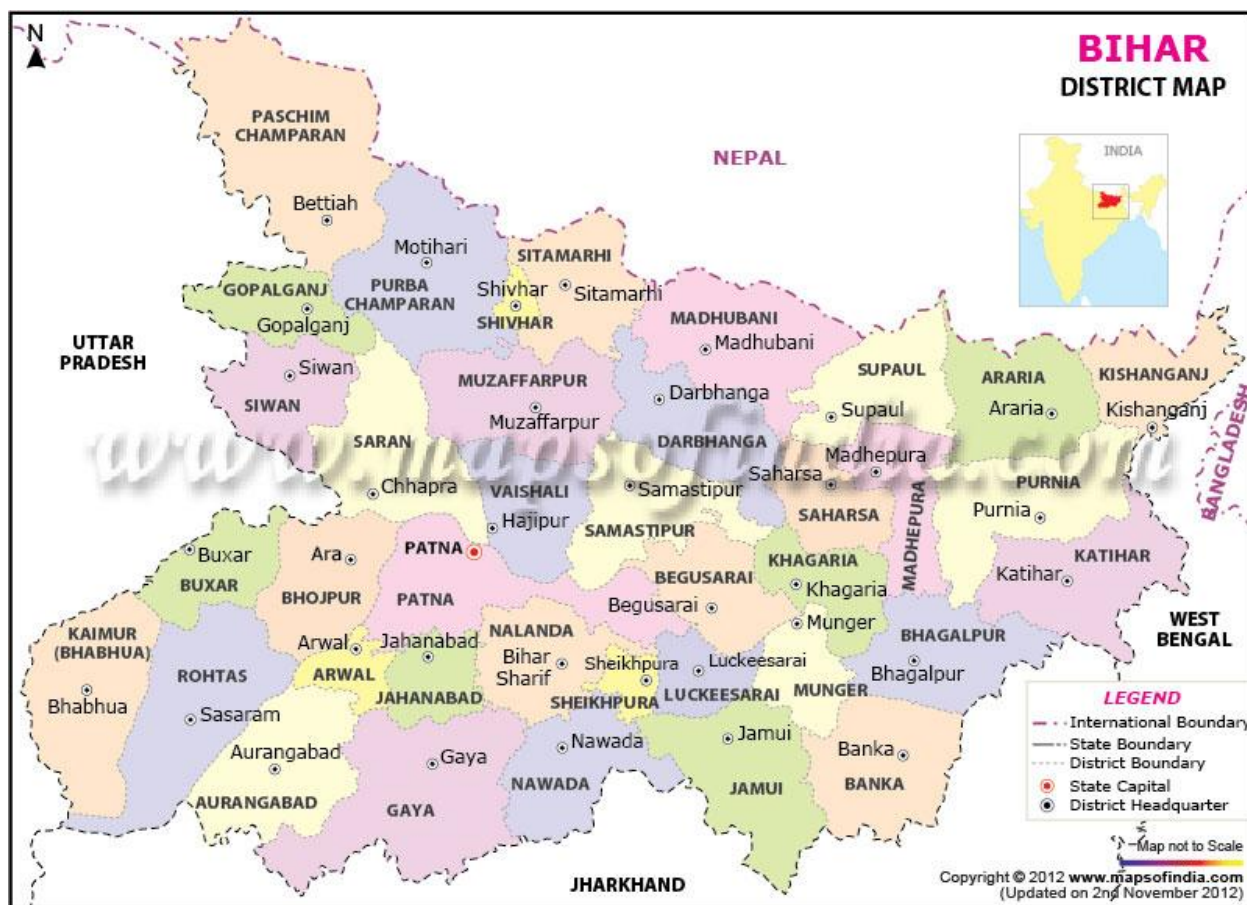 N
BIHAR
DISTRICT MAP
INDIA
NEPAL
UTTAR
PRADESH
BANGLADESH
WEST
BENGAL
JHARKHAND
PASCHIM
CHAMPARAN
Bettiah
Motihari
PURBA
CHAMPARAN
SITAMARHI
Sitamarhi
Shivhar
SHIVHAR
GOPALGANJ
Gopalganj
Siwan
SIWAN
MUZAFFARPUR
Muzaffarpur
MADHUBANI
Madhubani
Darbhanga
DARBHANGA
SUPAUL
Supaul
ARARIA
Araria
KISHANGANJ
Kishanganj
www.mapsofindia.com
SARAN
Chhapra
VAISHALI
Hajipur
Samastipur
SAMASTIPUR
Saharsa
SAHARSA
Madhepura
MADHEPURA
PURNIA
Purnia
KATIHAR
Katihar
Buxar
BUXAR
Ara
BHOJPUR
PATNA
PATNA
BEGUSARAI
Begusarai
KHAGARIA
Khagaria
Munger
MUNGER
BHAGALPUR
Bhagalpur
KAIMUR
(BHABHUA)
Bhabhua
ROHTAS
Sasaram
Arwal
ARWAL
Jahanabad
JAHANABAD
NALANDA
Bihar
Sharif
Sheikhpura
SHEIKHPURA
Luckeesarai
LUCKEESARAI
Aurangabad
AURANGABAD
Gaya
GAYA
Nawada
NAWADA
Jamui
JAMUI
Banka
BANKA
LEGEND
International Boundary
State Boundary
District Boundary
State Capital
District Headquarter
Map not to Scale
Copyright © 2012 www.mapsofindia.com
(Updated on 2nd November 2012)